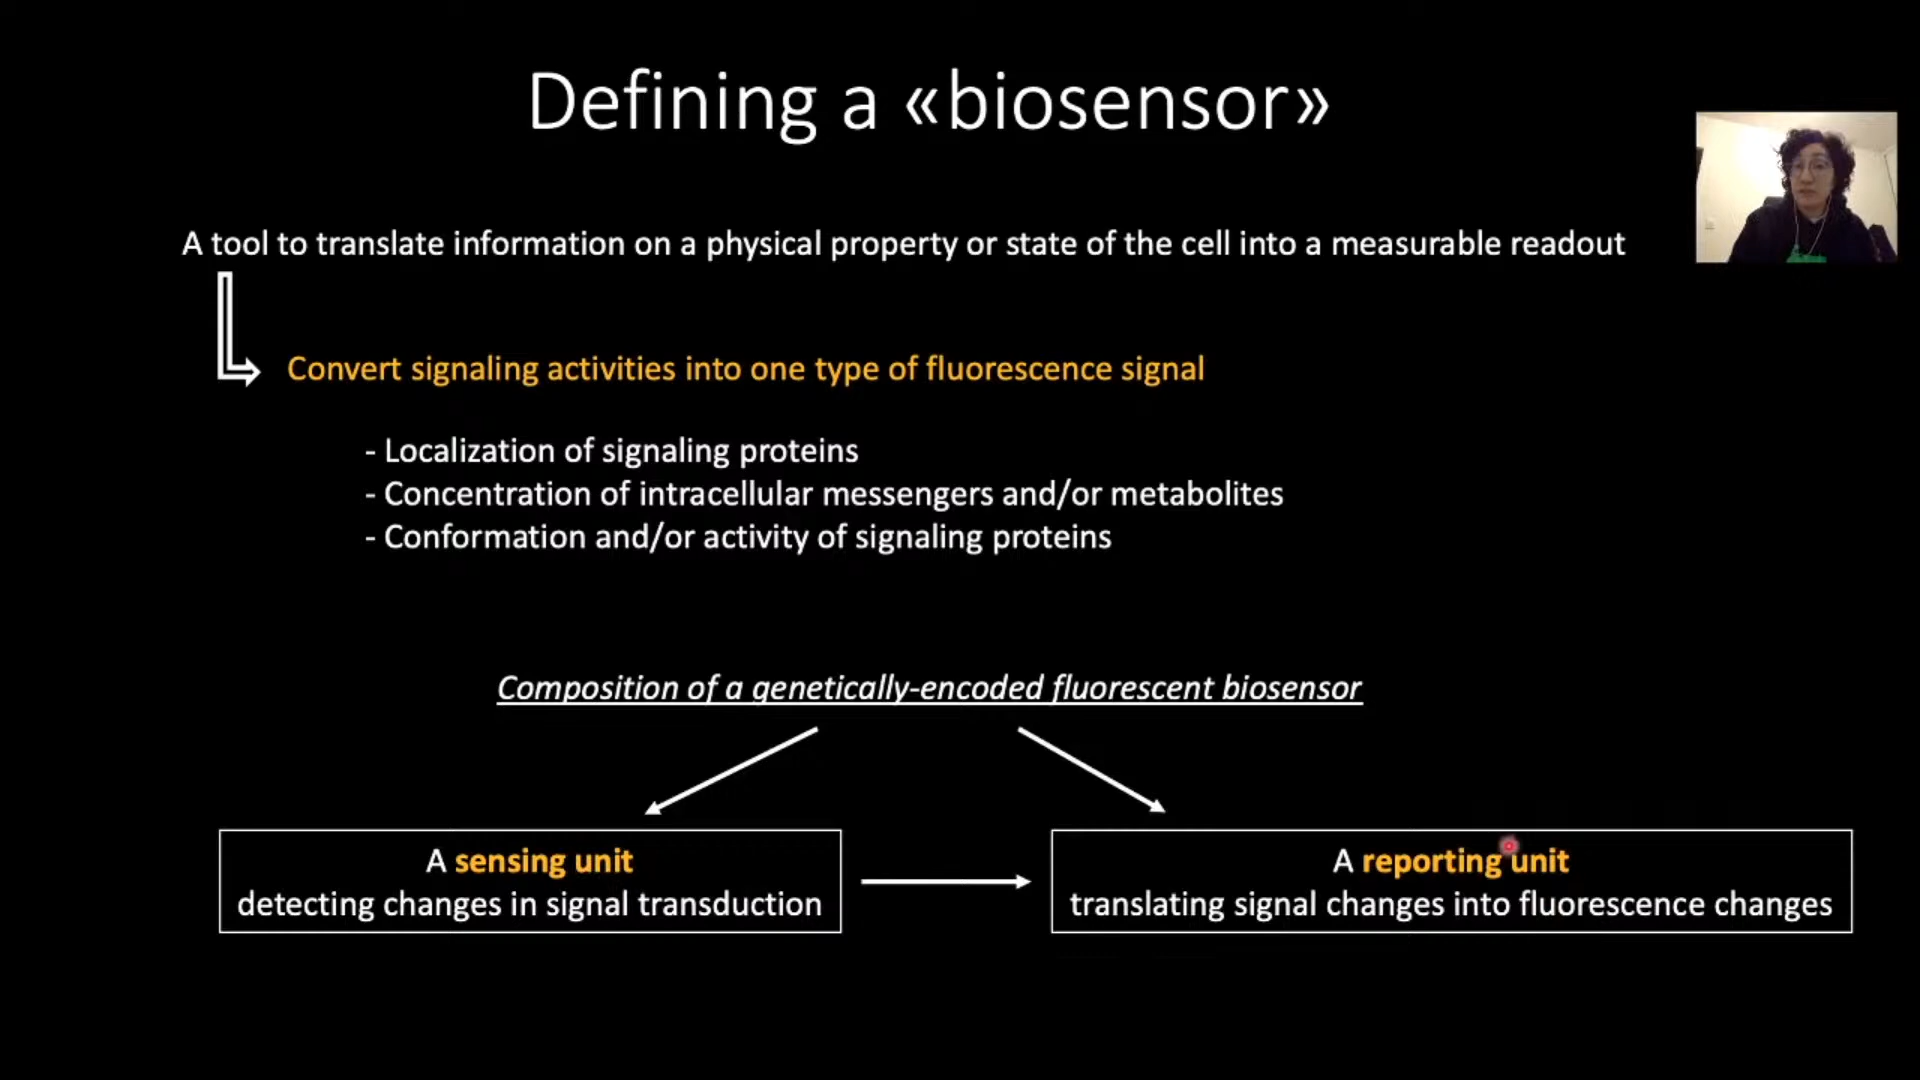 Defining a «biosensor»
A tool to translate information on a physical property or state of the cell into a measurable readout
Convert signaling activities into one type of fluorescence signal
- Localization of signaling proteins
- Concentration of intracellular messengers and/or metabolites
- Conformation and/or activity of signaling proteins
Composition of a genetically-encoded fluorescent biosensor
A sensing unit
detecting changes in signal transduction
A reporting unit
translating signal changes into fluorescence changes